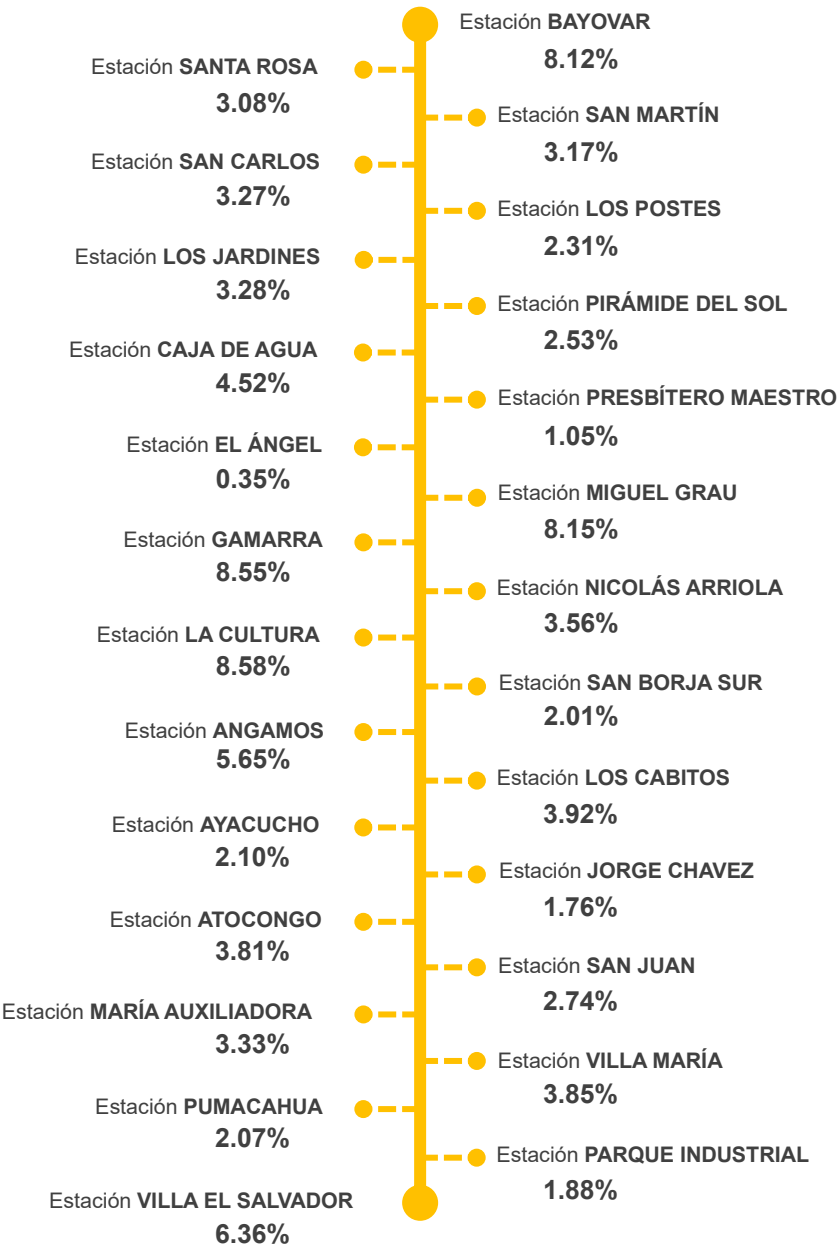 Estación BAYOVAR
8.12%
Estación SANTA ROSA
3.08%
Estación SAN MARTÍN
3.17%
Estación SAN CARLOS
3.27%
Estación LOS POSTES
2.31%
Estación LOS JARDINES
3.28%
Estación PIRÁMIDE DEL SOL
2.53%
Estación CAJA DE AGUA
4.52%
Estación PRESBÍTERO MAESTRO
1.05%
Estación EL ÁNGEL
0.35%
Estación MIGUEL GRAU
8.15%
Estación GAMARRA
8.55%
Estación NICOLÁS ARRIOLA
3.56%
Estación LA CULTURA
8.58%
Estación SAN BORJA SUR
2.01%
Estación ANGAMOS
5.65%
Estación LOS CABITOS
3.92%
Estación AYACUCHO
2.10%
Estación JORGE CHAVEZ
1.76%
Estación ATOCONGO
3.81%
Estación SAN JUAN
2.74%
Estación MARÍA AUXILIADORA
3.33%
Estación VILLA MARÍA
3.85%
Estación PUMACAHUA
2.07%
Estación PARQUE INDUSTRIAL
1.88%
Estación VILLA EL SALVADOR
6.36%